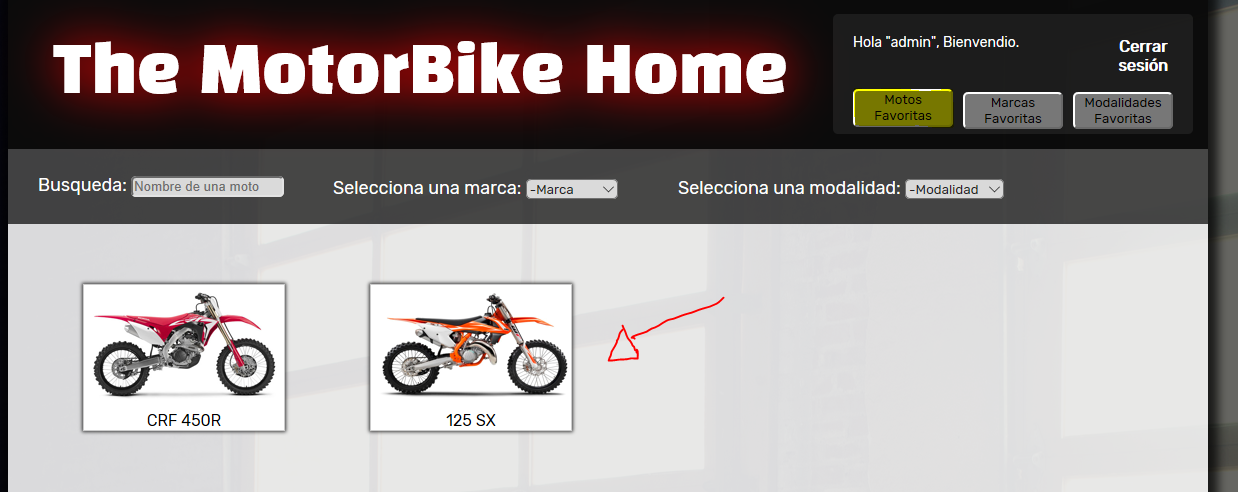 The MotorBike Home
Hola "admin", Bienvendio.
Cerrar
sesión
Motos
Favoritas
Marcas
Favoritas
Modalidades
Favoritas
Busqueda: Nombre de una moto
Selecciona una marca: -Marca
Selecciona una modalidad: -Modalidad
CRF 450R
125 SX